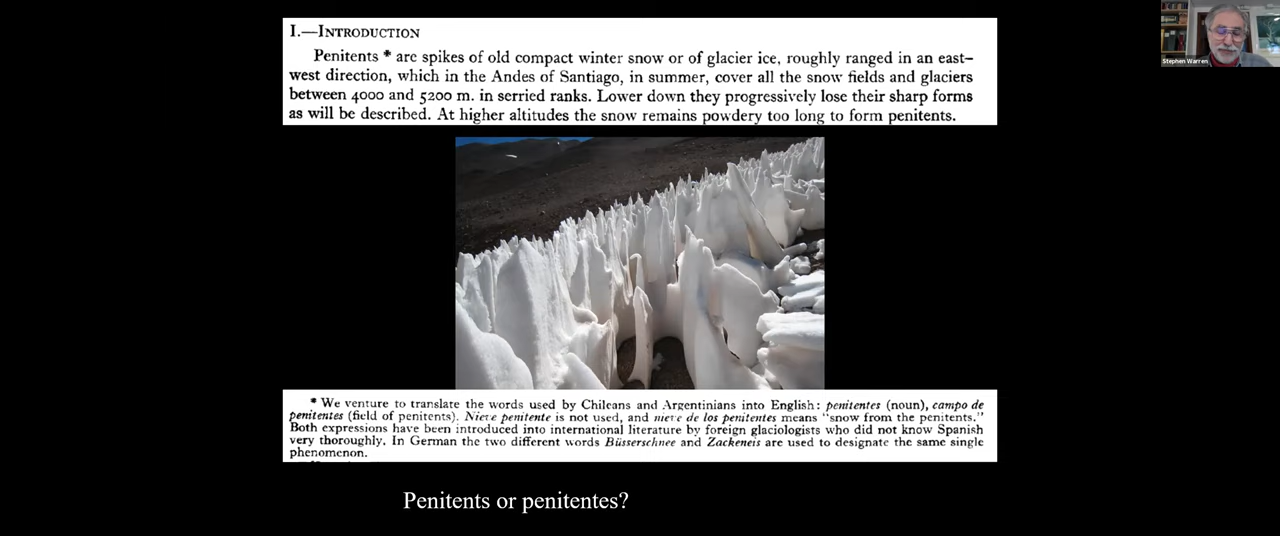 I.—INTRODUCTION
Penitents * are spikes of old compact winter snow or of glacier ice, roughly ranged in an east-
west direction, which in the Andes of Santiago, in summer, cover all the snow fields and glaciers
between 4000 and 5200 m. in serried ranks. Lower down they progressively lose their sharp forms
as will be described. At higher altitudes the snow remains powdery too long to form penitents.
* We venture to translate the words used by Chileans and Argentinians into English: penitentes (noun), campo de
penitentes (field of penitents). Nieve penitente is not used, and nieve de los penitentes means "snow from the penitents."
Both expressions have been introduced into international literature by foreign glaciologists who did not know Spanish
very thoroughly. In German the two different words Büsserschnee and Zackeneis are used to designate the same single
phenomenon.
Penitents or penitentes?
Stephen Warren